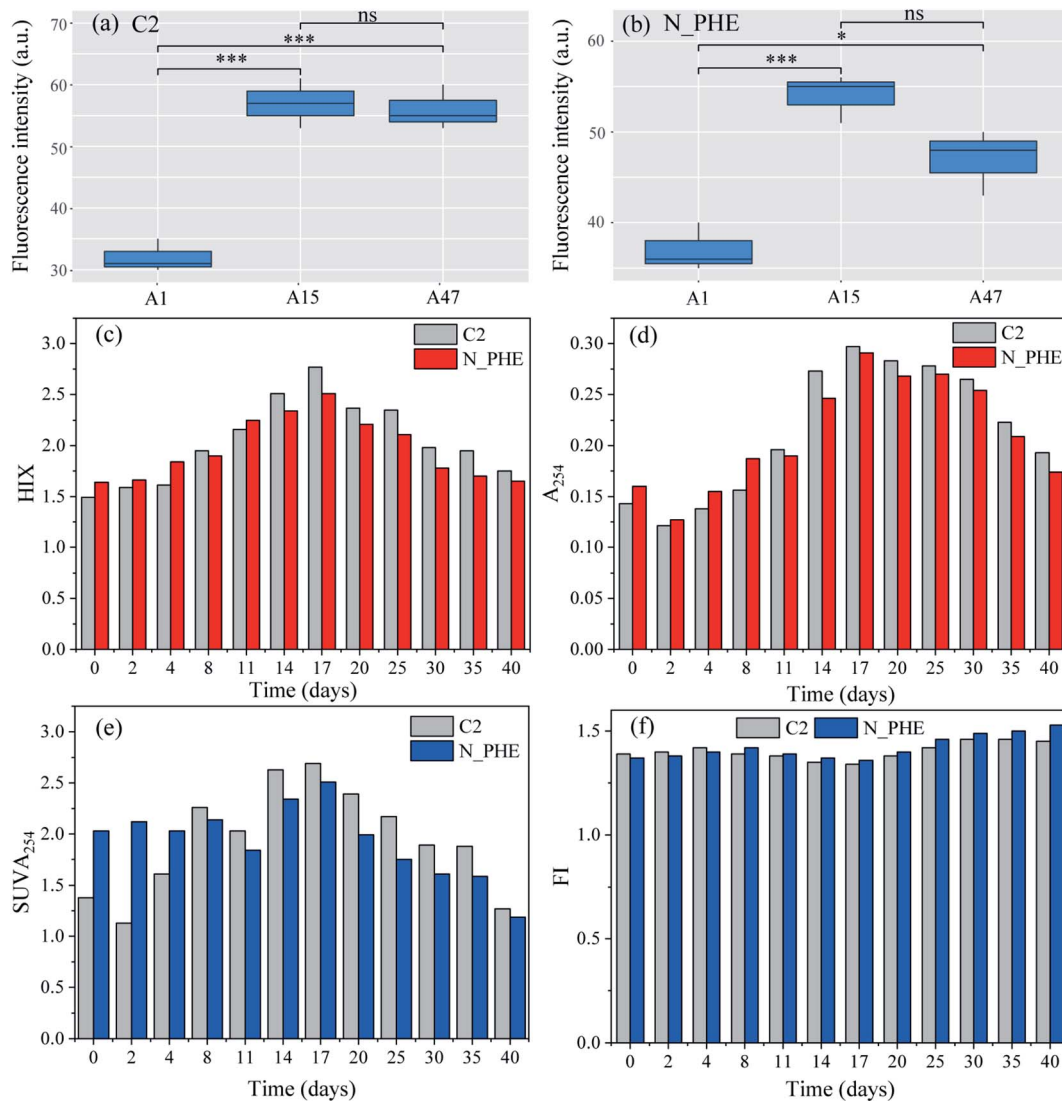 (a) C2
ns
***
***
Fluorescence intensity (a.u.)
70
60
50
40
30
A1
A15
A47
(b) N_PHE
ns
*
***
Fluorescence intensity (a.u.)
60
50
40
A1
A15
A47
(c)
C2
N_PHE
HIX
3.0
2.5
2.0
1.5
1.0
0.5
0.0
0 2 4 8 11 14 17 20 25 30 35 40
Time (days)
(d)
C2
N_PHE
A254
0.30
0.25
0.20
0.15
0.10
0.05
0.00
0 2 4 8 11 14 17 20 25 30 35 40
Time (days)
(e)
C2
N_PHE
SUVA254
3.0
2.5
2.0
1.5
1.0
0.5
0.0
0 2 4 8 11 14 17 20 25 30 35 40
Time (days)
(f)
C2 N_PHE
FI
1.5
1.0
0.5
0.0
0 2 4 8 11 14 17 20 25 30 35 40
Time (days)